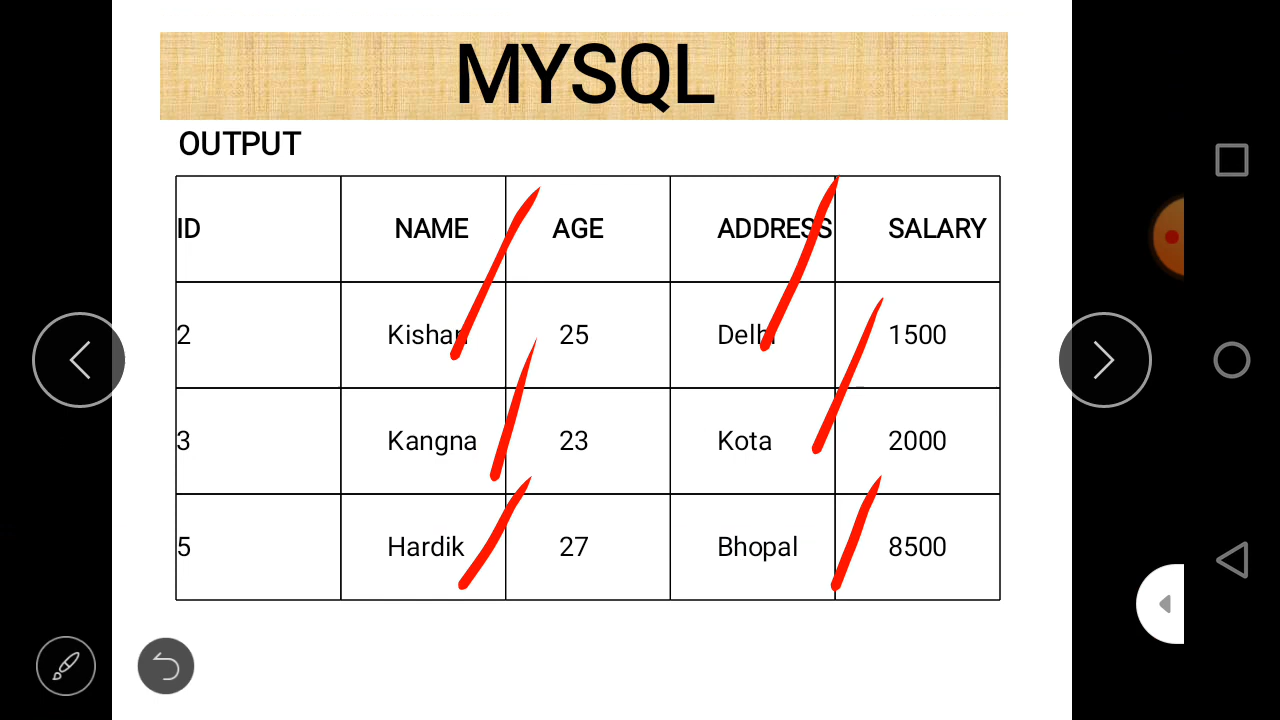 MYSQL
OUTPUT
ID NAME AGE ADDRESS SALARY
2 Kishan 25 Delhi 1500
3 Kangna 23 Kota 2000
5 Hardik 27 Bhopal 8500